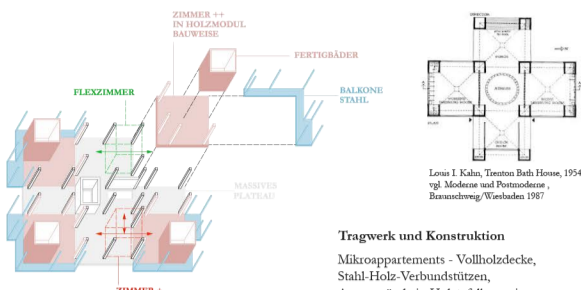 ZIMMER ++
IN HOLZMODUL
BAUWEISE
FERTIGBÄDER
FLEXZIMMER
BALKONE
STAHL
MASSIVES
PLATEAU
Louis I. Kahn, Trenton Bath House, 1954
vgl. Moderne und Postmoderne ,
Braunschweig/Wiesbaden 1987
Tragwerk und Konstruktion
Mikroappartements - Vollholzdecke,
Stahl-Holz-Verbundstützen,